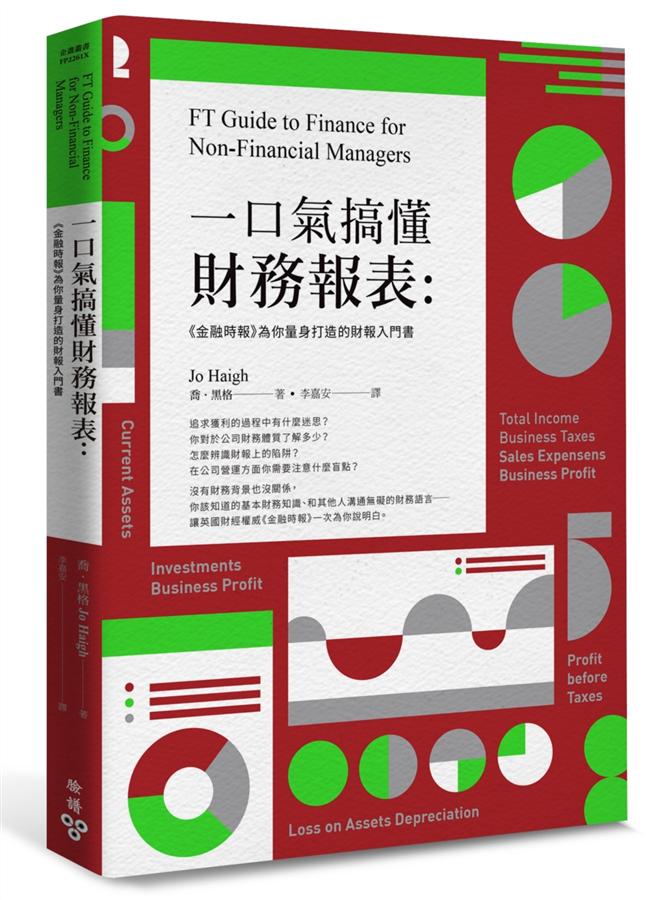 企畫叢書
FP2261X
FT Guide to Finance
for Non-Financial
Managers
一口氣搞懂財務報表：
《金融時報》為你量身打造的財報入門書
喬・黑格 Jo Haigh──著
李嘉安──譯
臉譜
FT Guide to Finance for
Non-Financial Managers
一口氣搞懂
財務報表：
《金融時報》為你量身打造的財報入門書
Jo Haigh
喬・黑格──著・李嘉安──譯
追求獲利的過程中有什麼迷思？
你對於公司財務體質了解多少？
怎麼辨識財報上的陷阱？
在公司營運方面你需要注意什麼盲點？
沒有財務背景也沒關係，
你該知道的基本財務知識、和其他人溝通無礙的財務語言──
讓英國財經權威《金融時報》一次為你說明白。
Current Assets
Total Income
Business Taxes
Sales Expensens
Business Profit
Investments
Business Profit
Profit
before
Taxes
Loss on Assets Depreciation